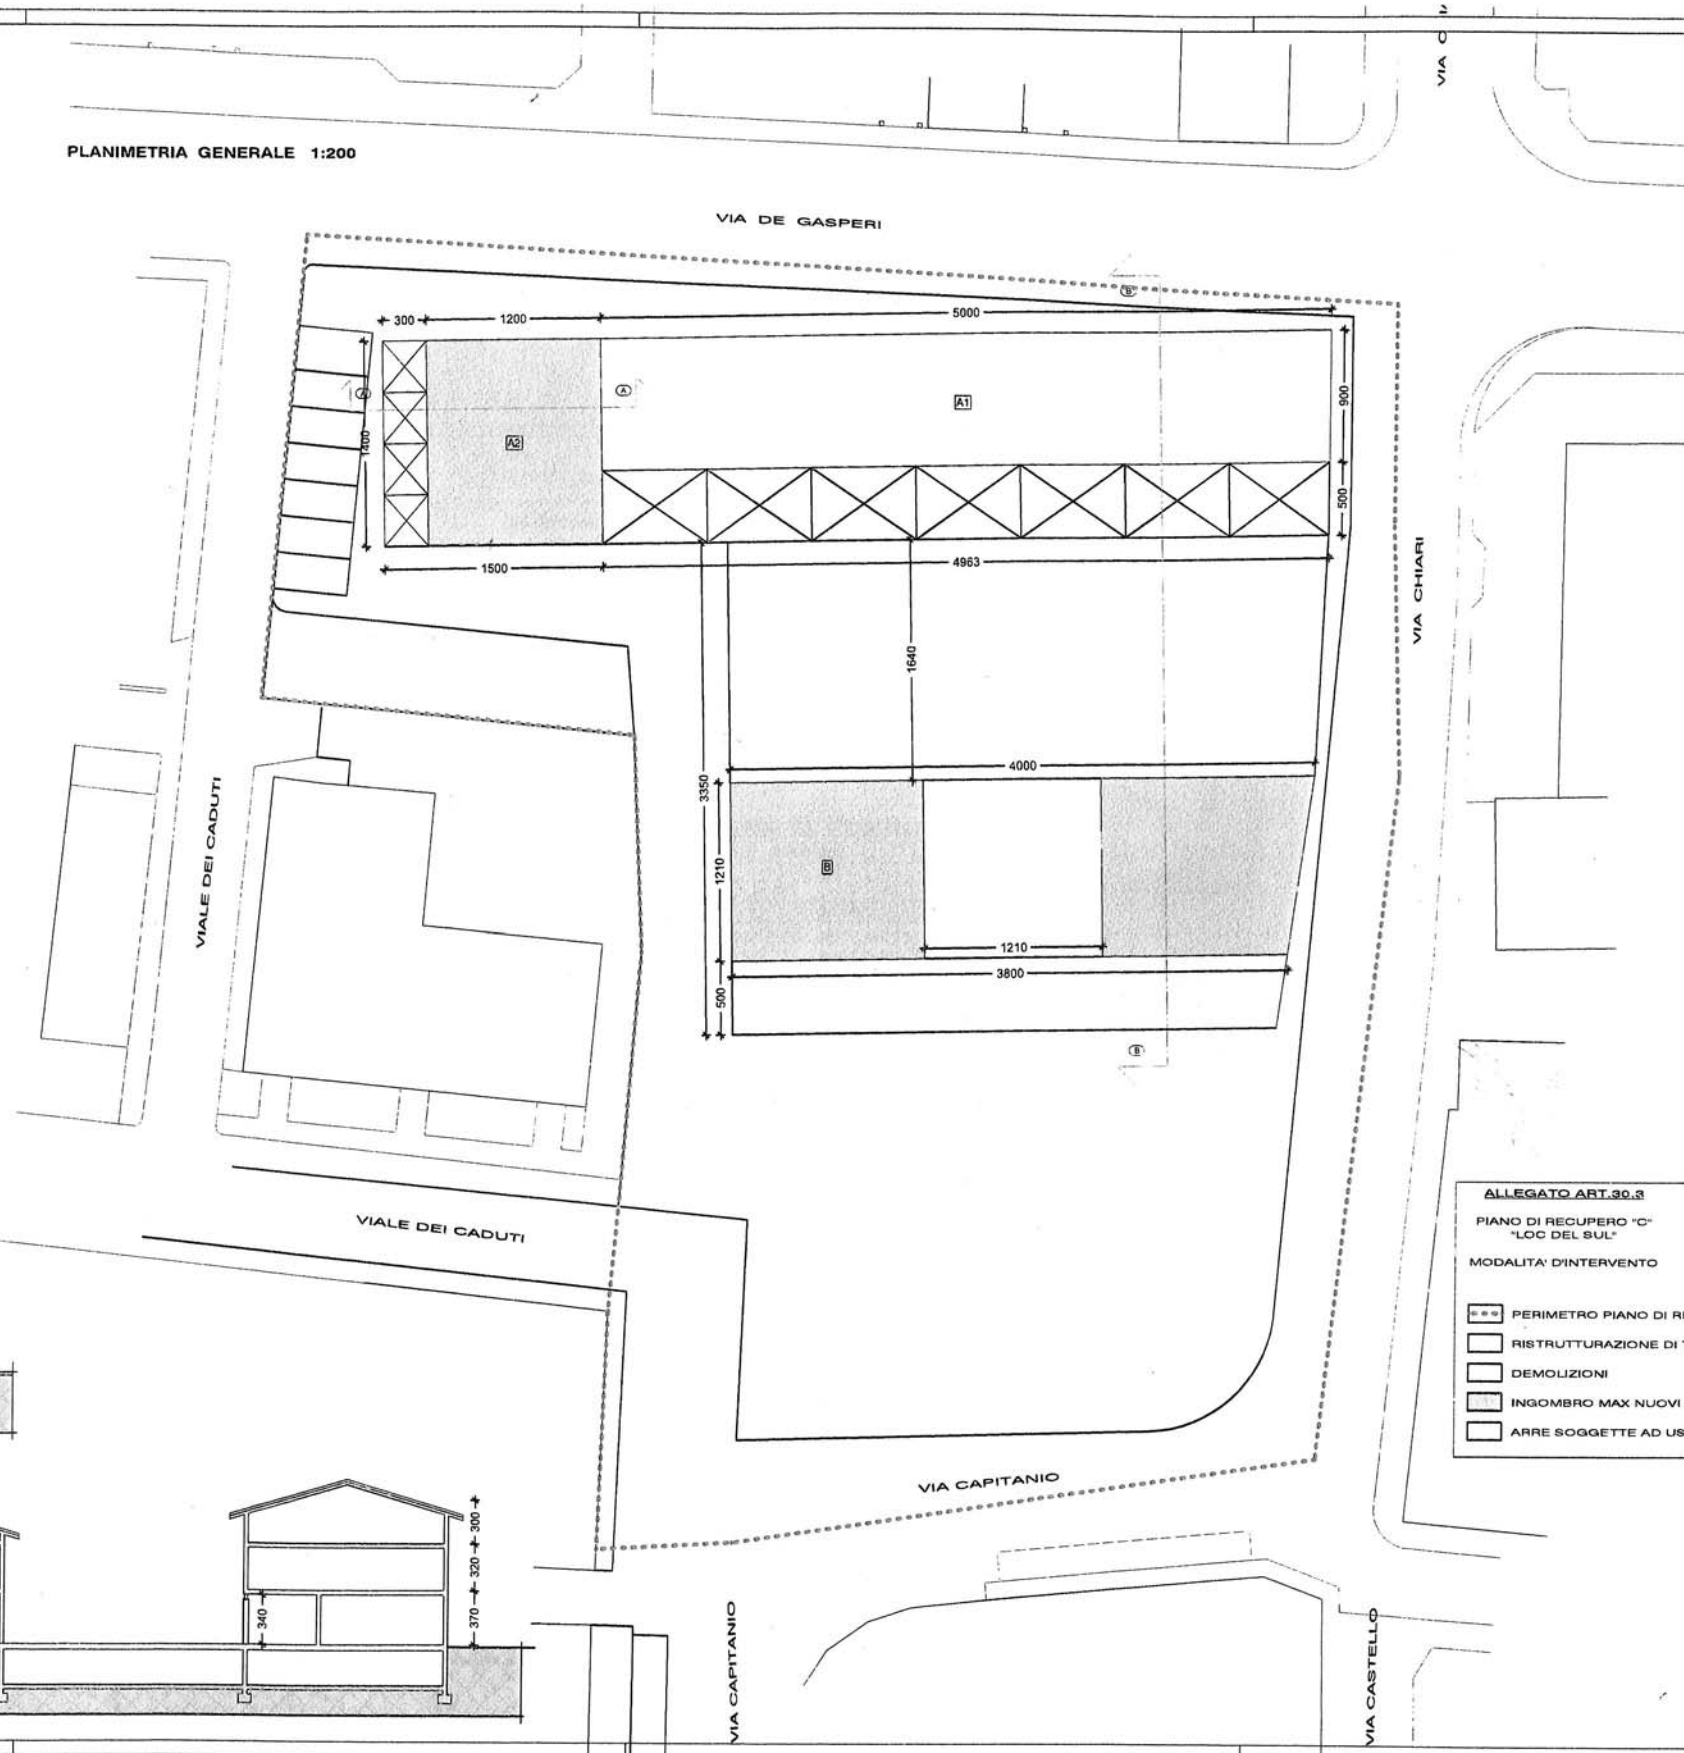 PLANIMETRIA GENERALE 1:200
VIA DE GASPERI
B
300
1200
5000
A
A
A1
900
A2
1400
500
1500
4963
VIA CHIARI
1640
4000
3350
VIALE DEI CADUTI
1210
B
1210
3800
500
B
ALLEGATO ART.30.3
PIANO DI RECUPERO "C"
"LOC DEL SUL"
MODALITA' D'INTERVENTO
PERIMETRO PIANO DI
RISTRUTTURAZIONE DI
DEMOLIZIONI
INGOMBRO MAX NUOVI
ARRE SOGGETTE AD
VIALE DEI CADUTI
VIA CAPITANIO
300
320
370
340
VIA CAPITANIO
VIA CASTELLO
VIA